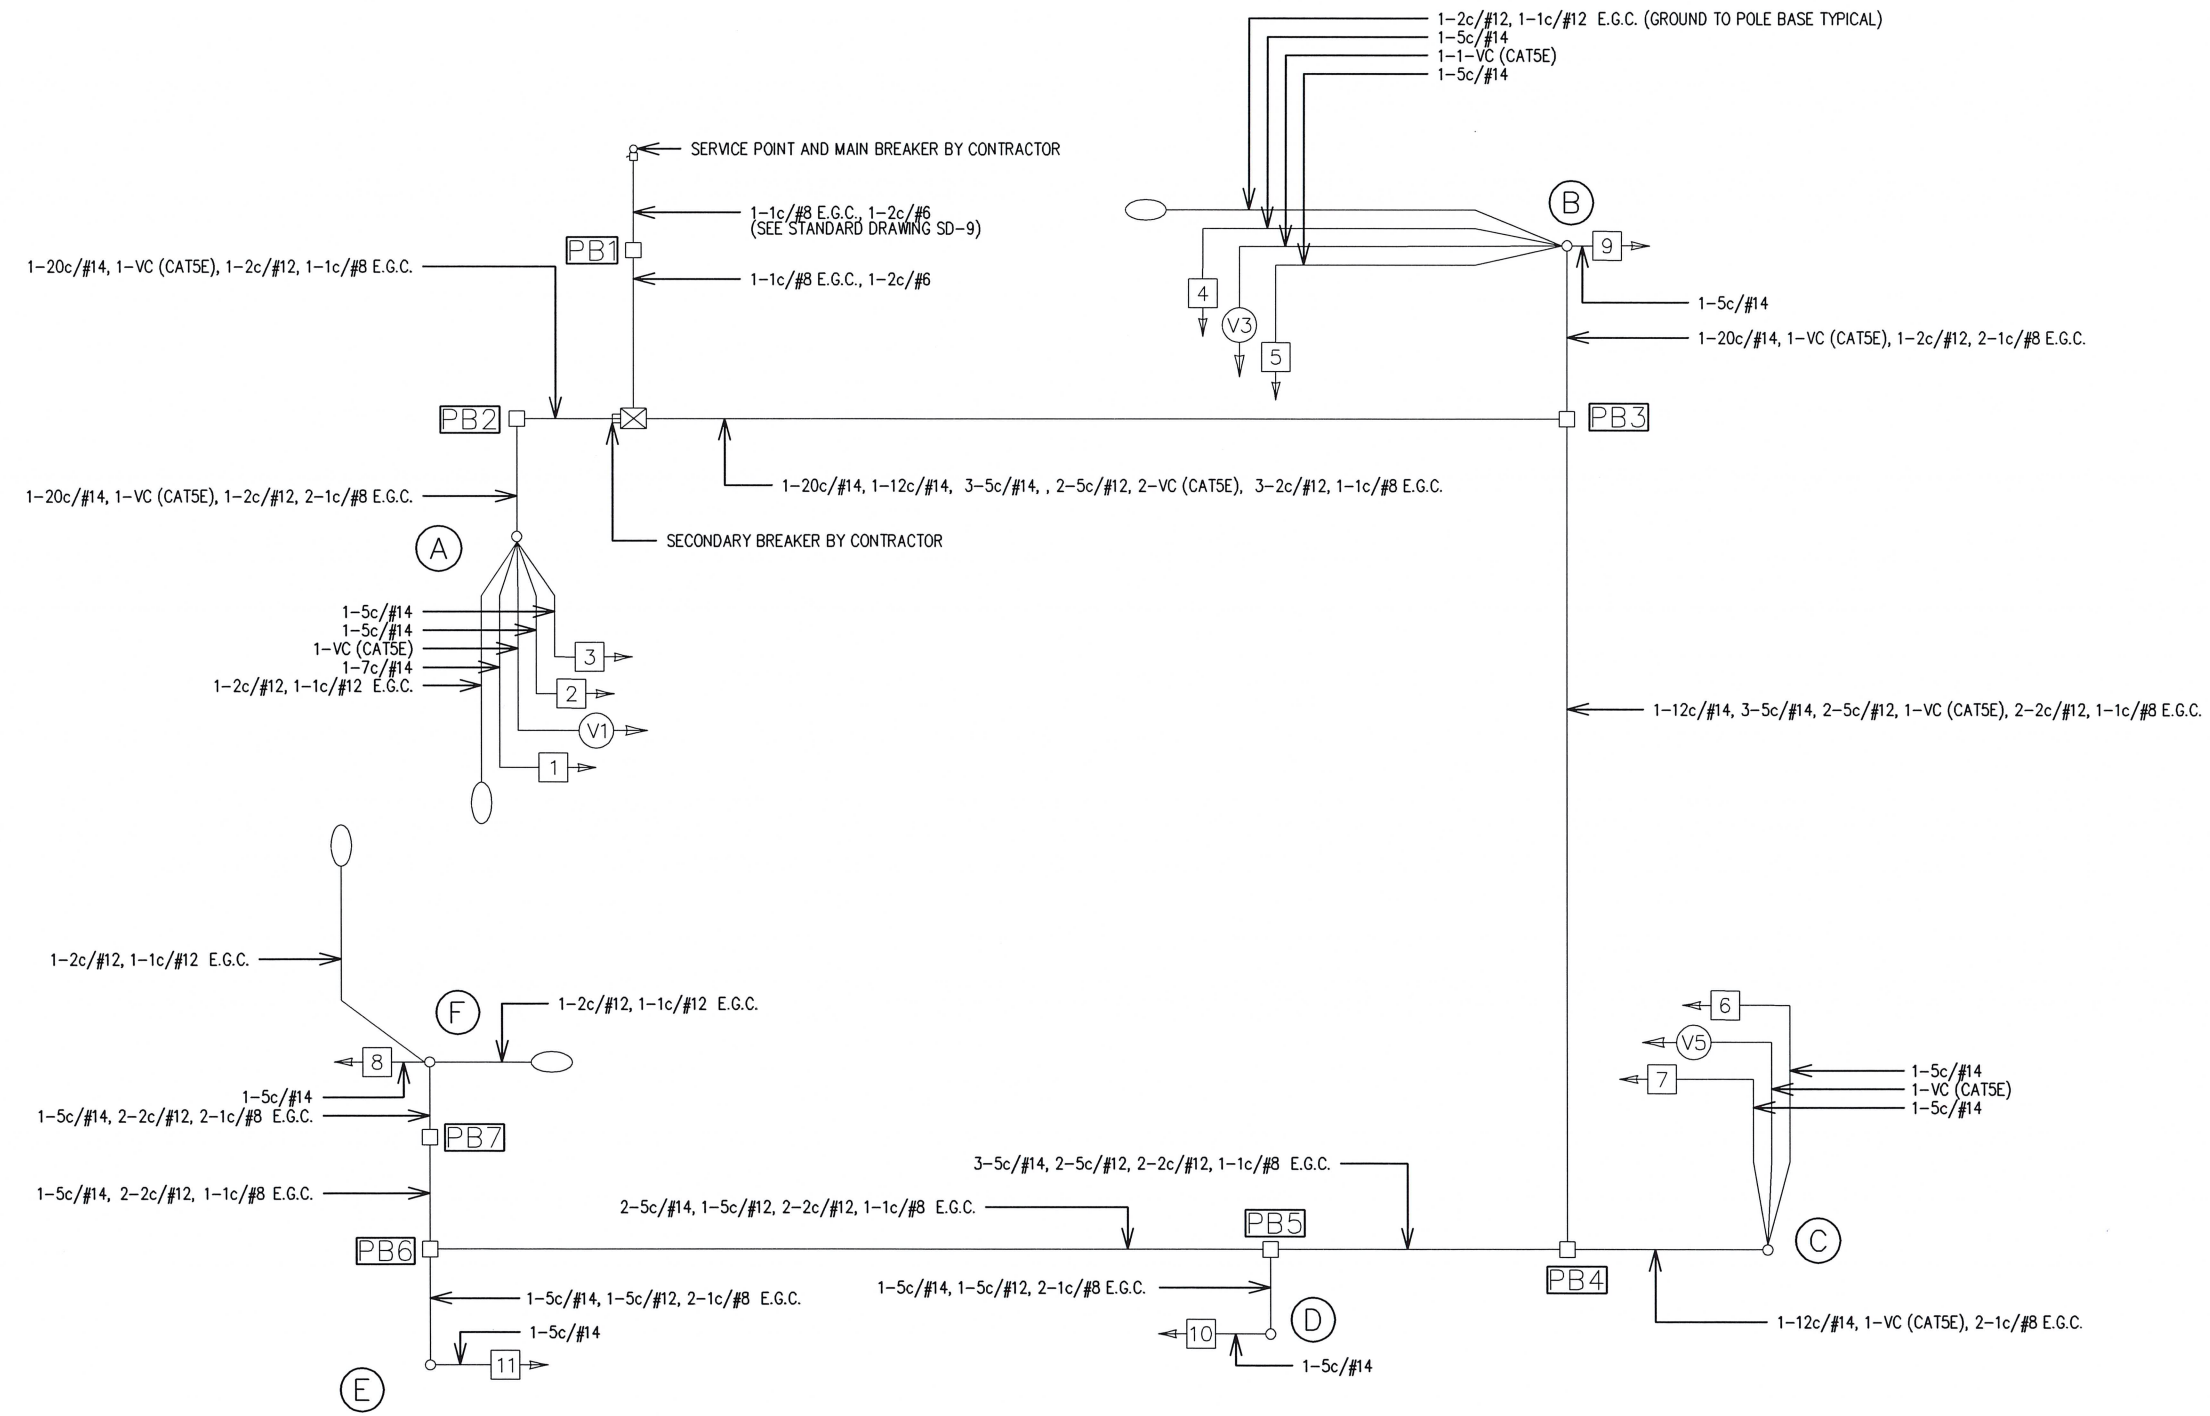 1-2c/#12, 1-1c/#12 E.G.C. (GROUND TO POLE BASE TYPICAL)
1-5c/#14
1-1-VC (CAT5E)
1-5c/#14
SERVICE POINT AND MAIN BREAKER BY CONTRACTOR
B
1-1c/#8 E.G.C., 1-2c/#6
(SEE STANDARD DRAWING SD-9)
PB1
9
1-20c/#14, 1-VC (CAT5E), 1-2c/#12, 1-1c/#8 E.G.C.
1-1c/#8 E.G.C., 1-2c/#6
4
1-5c/#14
V3
1-20c/#14, 1-VC (CAT5E), 1-2c/#12, 2-1c/#8 E.G.C.
5
PB2
PB3
1-20c/#14, 1-12c/#14, 3-5c/#14, , 2-5c/#12, 2-VC (CAT5E), 3-2c/#12, 1-1c/#8 E.G.C.
1-20c/#14, 1-VC (CAT5E), 1-2c/#12, 2-1c/#8 E.G.C.
A
SECONDARY BREAKER BY CONTRACTOR
1-5c/#14
1-5c/#14
1-VC (CAT5E)
3
1-7c/#14
1-2c/#12, 1-1c/#12 E.G.C.
2
1-12c/#14, 3-5c/#14, 2-5c/#12, 1-VC (CAT5E), 2-2c/#12, 1-1c/#8 E.G.C.
V1
1
1-2c/#12, 1-1c/#12 E.G.C.
F
1-2c/#12, 1-1c/#12 E.G.C.
6
V5
8
7
1-5c/#14
1-VC (CAT5E)
1-5c/#14
1-5c/#14
1-5c/#14, 2-2c/#12, 2-1c/#8 E.G.C.
PB7
3-5c/#14, 2-5c/#12, 2-2c/#12, 1-1c/#8 E.G.C.
1-5c/#14, 2-2c/#12, 1-1c/#8 E.G.C.
2-5c/#14, 1-5c/#12, 2-2c/#12, 1-1c/#8 E.G.C.
PB5
PB6
C
PB4
1-5c/#14, 1-5c/#12, 2-1c/#8 E.G.C.
1-5c/#14, 1-5c/#12, 2-1c/#8 E.G.C.
D
1-12c/#14, 1-VC (CAT5E), 2-1c/#8 E.G.C.
1-5c/#14
10
11
1-5c/#14
E